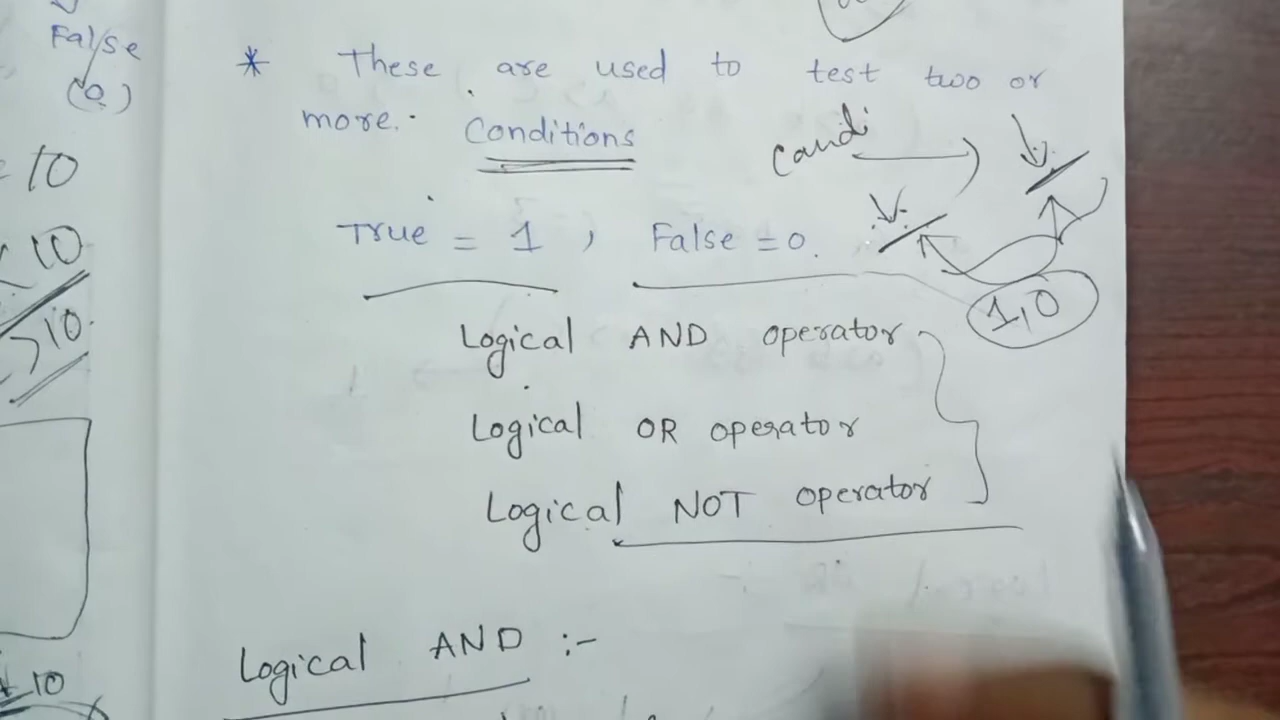 False
(0)
10
10
>10
10
* These are used to test two or
more. Conditions
Candi
True = 1 , False = 0.
1,0
Logical AND operator
Logical OR operator
Logical NOT operator
Logical AND :-